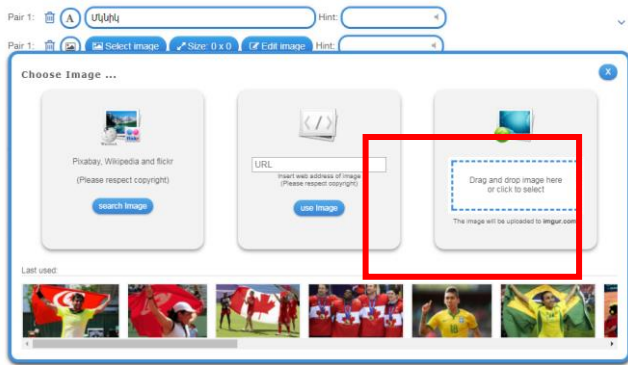 Pair 1: A Մկնիկ Hint:
Pair 1: Select image Size: 0 x 0 Edit image Hint:
Choose Image ... X
Pixabay, Wikipedia and flickr
(Please respect copyright)
search Image
</>
URL
Insert web address of image
(Please respect copyright)
use Image
Drag and drop image here
or click to select
The image will be uploaded to imgur.com
Last used: